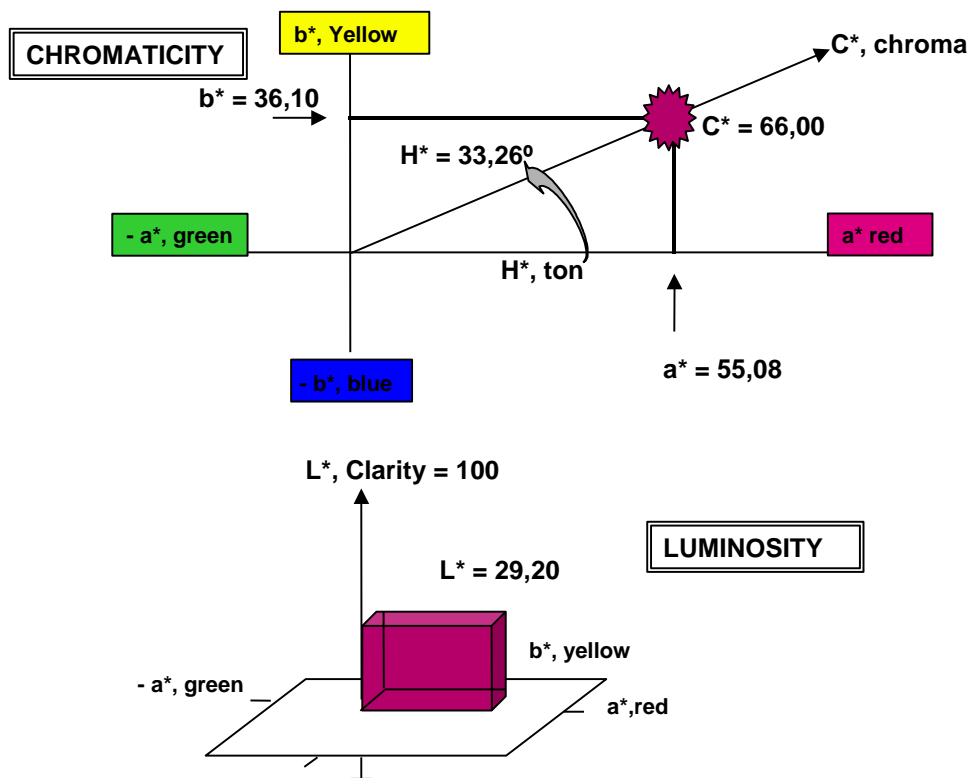 b*, Yellow
CHROMATICITY
C*, chroma
b* = 36,10
C* = 66,00
H* = 33,26º
- a*, green
a* red
H*, ton
a* = 55,08
- b*, blue
L*, Clarity = 100
LUMINOSITY
L* = 29,20
b*, yellow
- a*, green
a*,red